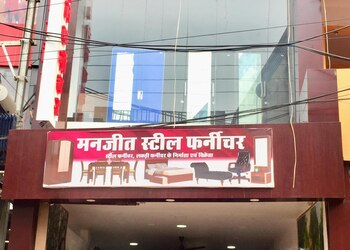 मनजीत स्टील फर्नीचर
स्टील फर्नीचर, लकड़ी फर्नीचर के निर्माता एवं विक्रेता